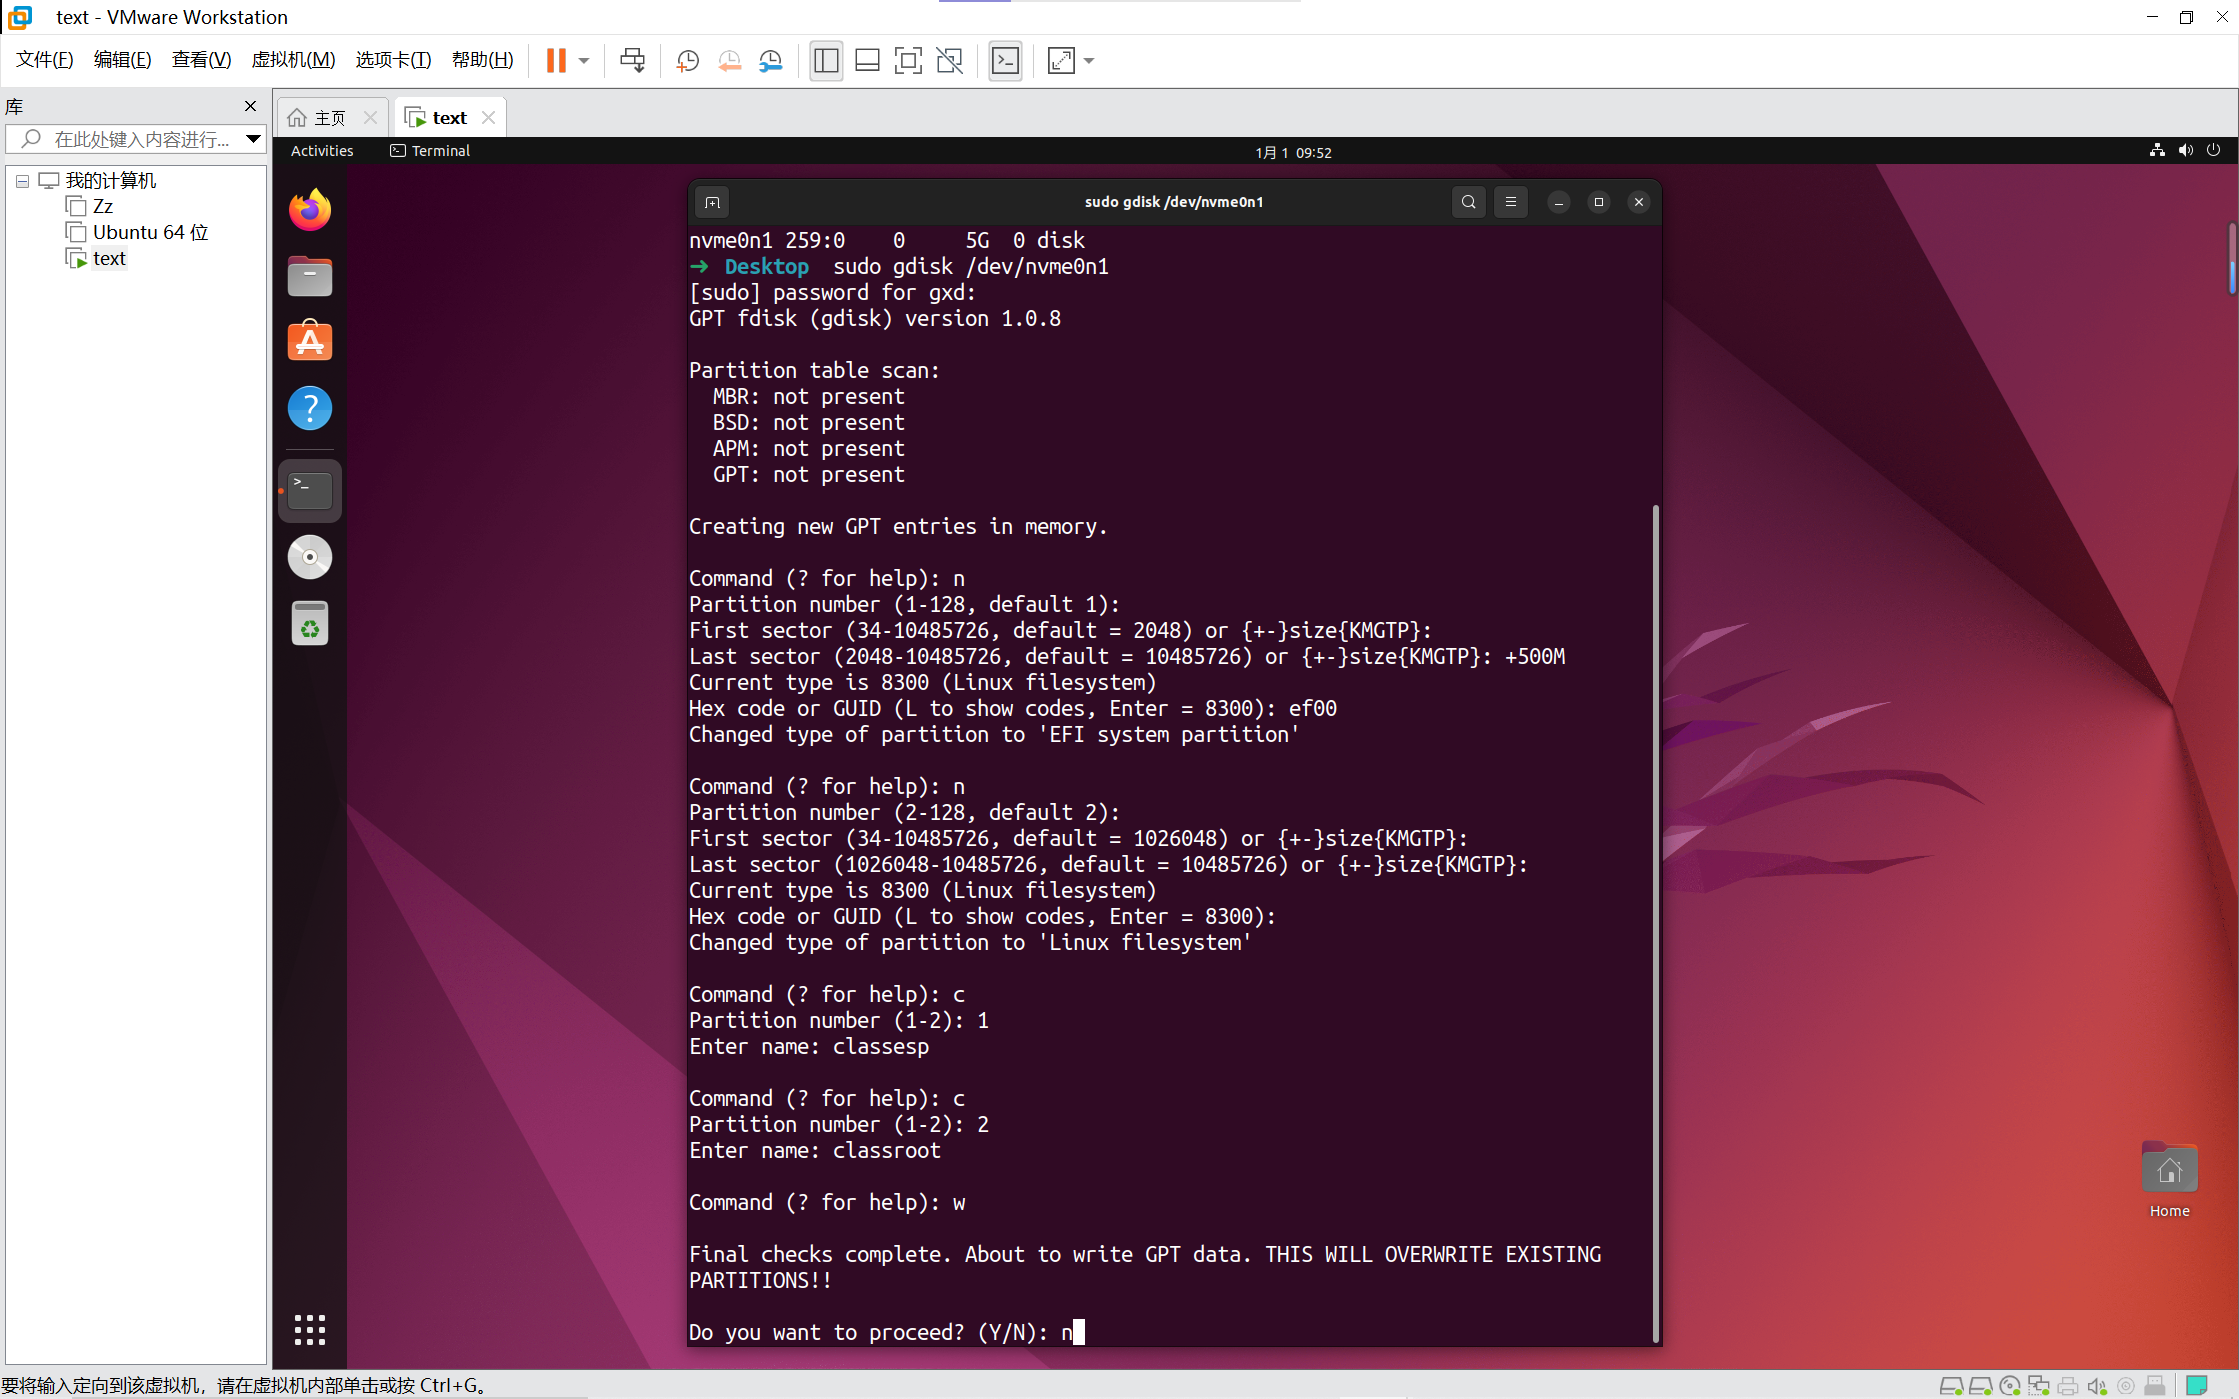 text - VMware Workstation
文件(F) 编辑(E) 查看(V) 虚拟机(M) 选项卡(T) 帮助(H)
库
在此处键入内容进行...
我的计算机
Zz
Ubuntu 64 位
text
主页
text
Activities
Terminal
1月 1 09:52
sudo gdisk /dev/nvme0n1
nvme0n1 259:0    0     5G  0 disk
➜  Desktop  sudo gdisk /dev/nvme0n1
[sudo] password for gxd:
GPT fdisk (gdisk) version 1.0.8
Partition table scan:
  MBR: not present
  BSD: not present
  APM: not present
  GPT: not present
Creating new GPT entries in memory.
Command (? for help): n
Partition number (1-128, default 1):
First sector (34-10485726, default = 2048) or {+-}size{KMGTP}:
Last sector (2048-10485726, default = 10485726) or {+-}size{KMGTP}: +500M
Current type is 8300 (Linux filesystem)
Hex code or GUID (L to show codes, Enter = 8300): ef00
Changed type of partition to 'EFI system partition'
Command (? for help): n
Partition number (2-128, default 2):
First sector (34-10485726, default = 1026048) or {+-}size{KMGTP}:
Last sector (1026048-10485726, default = 10485726) or {+-}size{KMGTP}:
Current type is 8300 (Linux filesystem)
Hex code or GUID (L to show codes, Enter = 8300):
Changed type of partition to 'Linux filesystem'
Command (? for help): c
Partition number (1-2): 1
Enter name: classesp
Command (? for help): c
Partition number (1-2): 2
Enter name: classroot
Command (? for help): w
Final checks complete. About to write GPT data. THIS WILL OVERWRITE EXISTING
PARTITIONS!!
Do you want to proceed? (Y/N): n
Home
要将输入定向到该虚拟机，请在虚拟机内部单击或按 Ctrl+G。